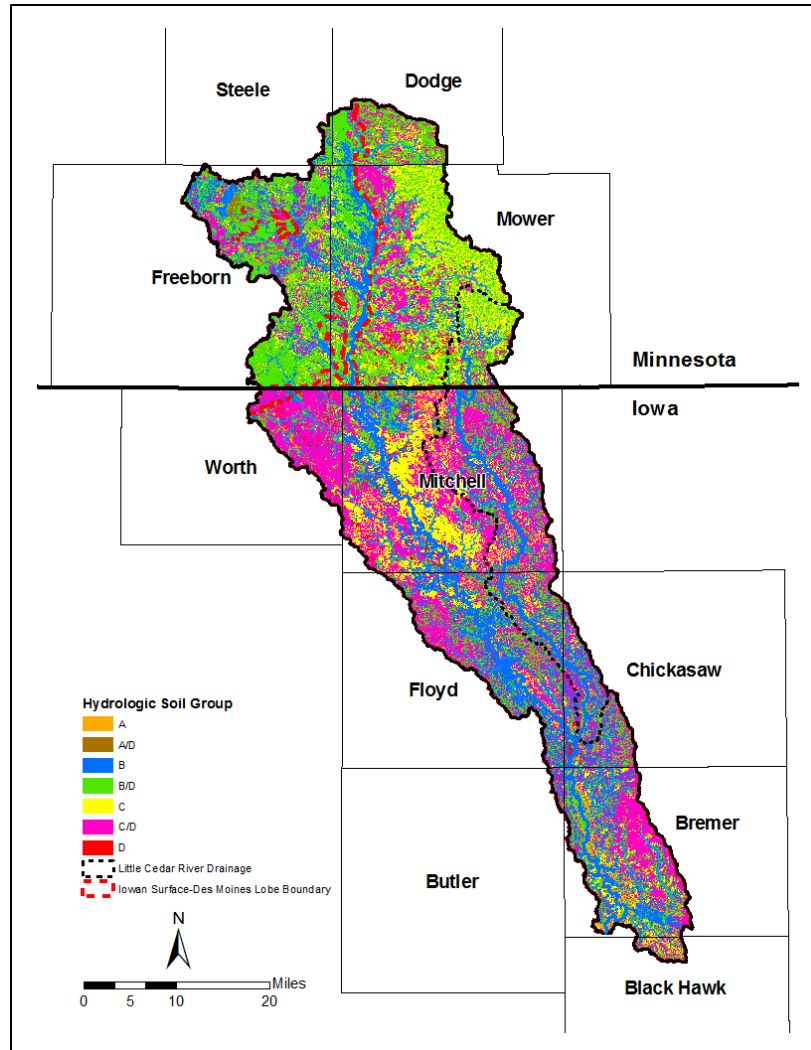 Steele
Dodge
Mower
Freeborn
Minnesota
Iowa
Worth
Mitchell
Chickasaw
Floyd
Bremer
Butler
Black Hawk
Hydrologic Soil Group
A
A/D
B
B/D
C
C/D
D
Little Cedar River Drainage
Iowan Surface-Des Moines Lobe Boundary
N
Miles
0 5 10 20